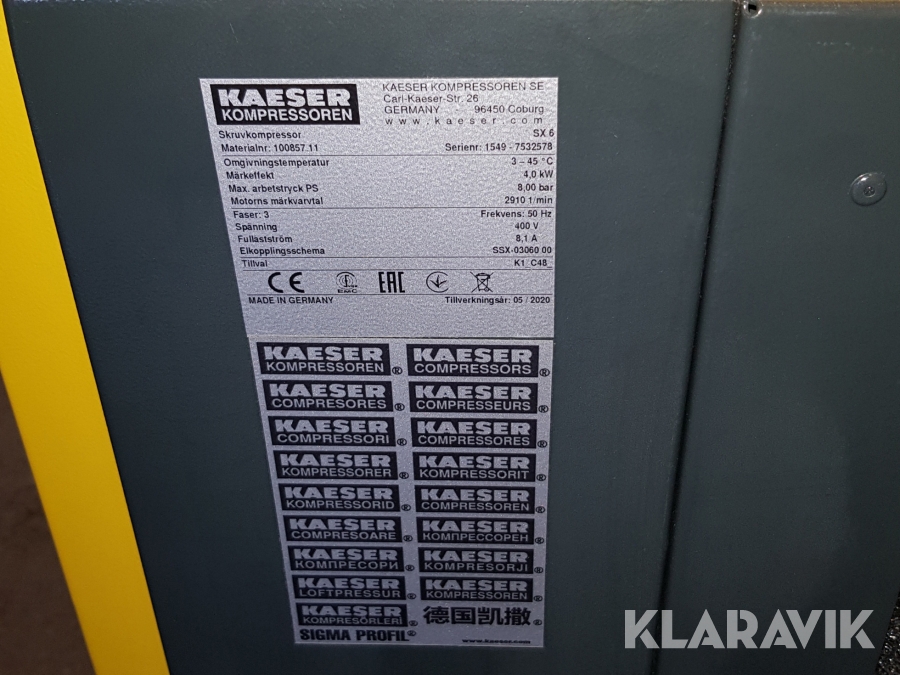 KAESER
KOMPRESSOREN
KAESER KOMPRESSOREN SE
Carl-Kaeser-Str. 26
GERMANY 96450 Coburg
www.kaeser.com
Skruvkompressor SX 6
Materialnr: 100857.11 Serienr: 1549 - 7532578
Omgivningstemperatur 3 – 45 °C
Märkeffekt 4,0 kW
Max. arbetstryck PS 8,00 bar
Motorns märkvarvtal 2910 1/min
Faser: 3 Frekvens: 50 Hz
Spänning 400 V
Fullastström 8,1 A
Elkopplingsschema SSX-03060 00
Tillval K1_C48_
CE EMC EAC
MADE IN GERMANY Tillverkningsår: 05 / 2020
KAESER KAESER
KOMPRESSOREN ® COMPRESSORS ®
KAESER KAESER
COMPRESORES ® COMPRESSEURS ®
KAESER KAESER
COMPRESSORI ® COMPRESSORES ®
KAESER KAESER
KOMPRESSORER ® KOMPRESSORIT ®
KAESER KAESER
KOMPRESSORID ® COMPRESSOREN ®
KAESER KAESER
COMPRESOARE ® КОМПРЕССОРЕН ®
KAESER KAESER
КОМПРЕСОРИ ® KOMPRESORJI ®
KAESER KAESER
LOFTPRESSUR ® KOMPRESSOREN ®
KAESER
KOMPRESÖRLERİ ® 德国凯撒 ®
SIGMA PROFIL® www.kaeser.com
KLARAVIK